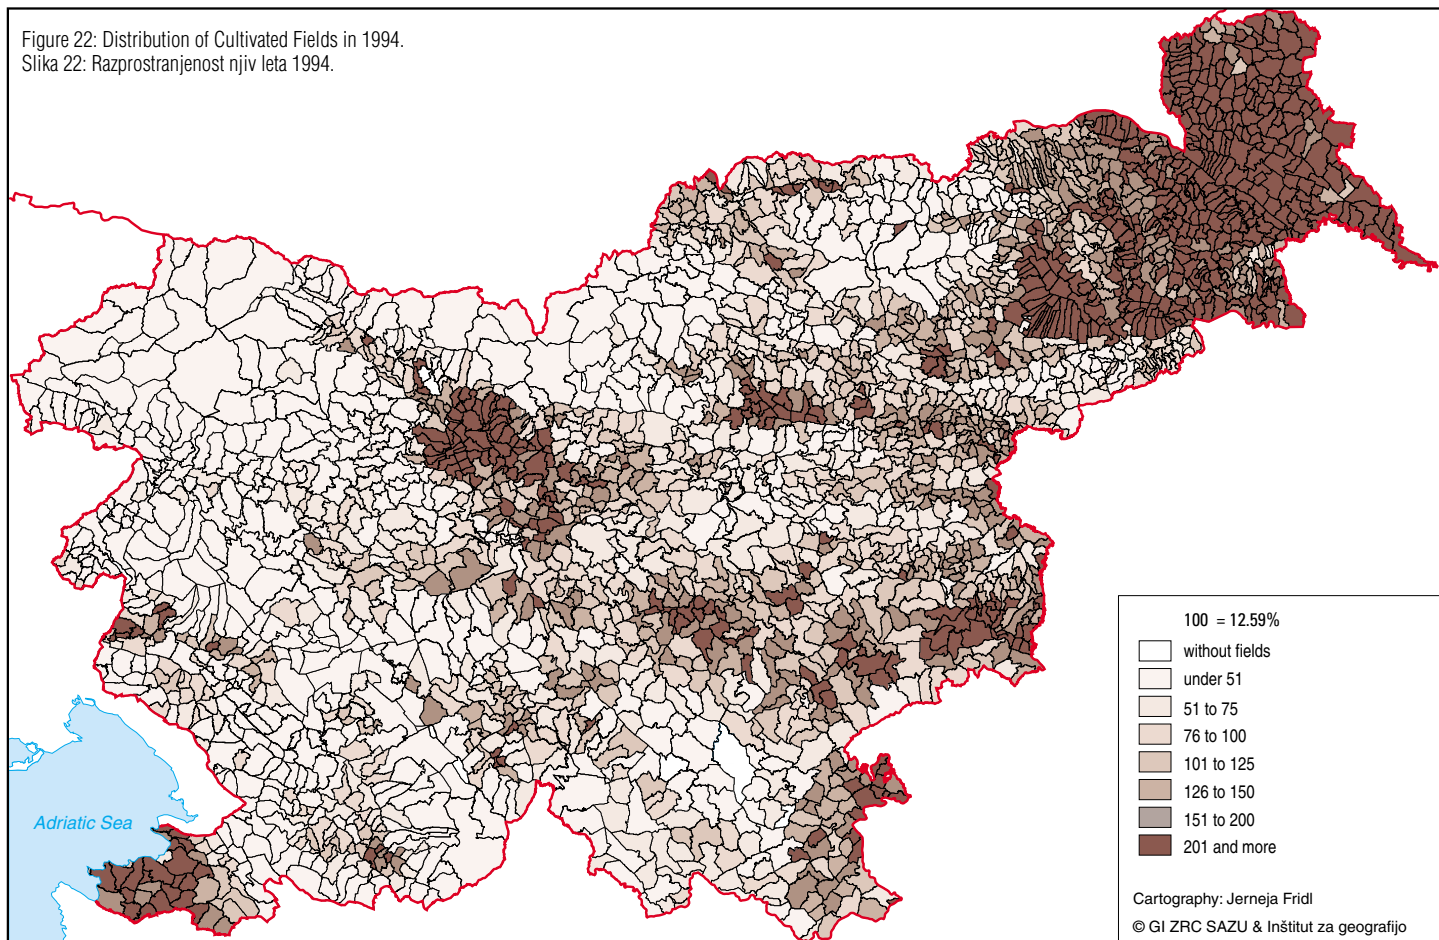 Figure 22: Distribution of Cultivated Fields in 1994.
Slika 22: Razprostranjenost njiv leta 1994.
Adriatic Sea
100 = 12.59%
without fields
under 51
51 to 75
76 to 100
101 to 125
126 to 150
151 to 200
201 and more
Cartography: Jerneja Fridl
© GI ZRC SAZU & Inštitut za geografijo